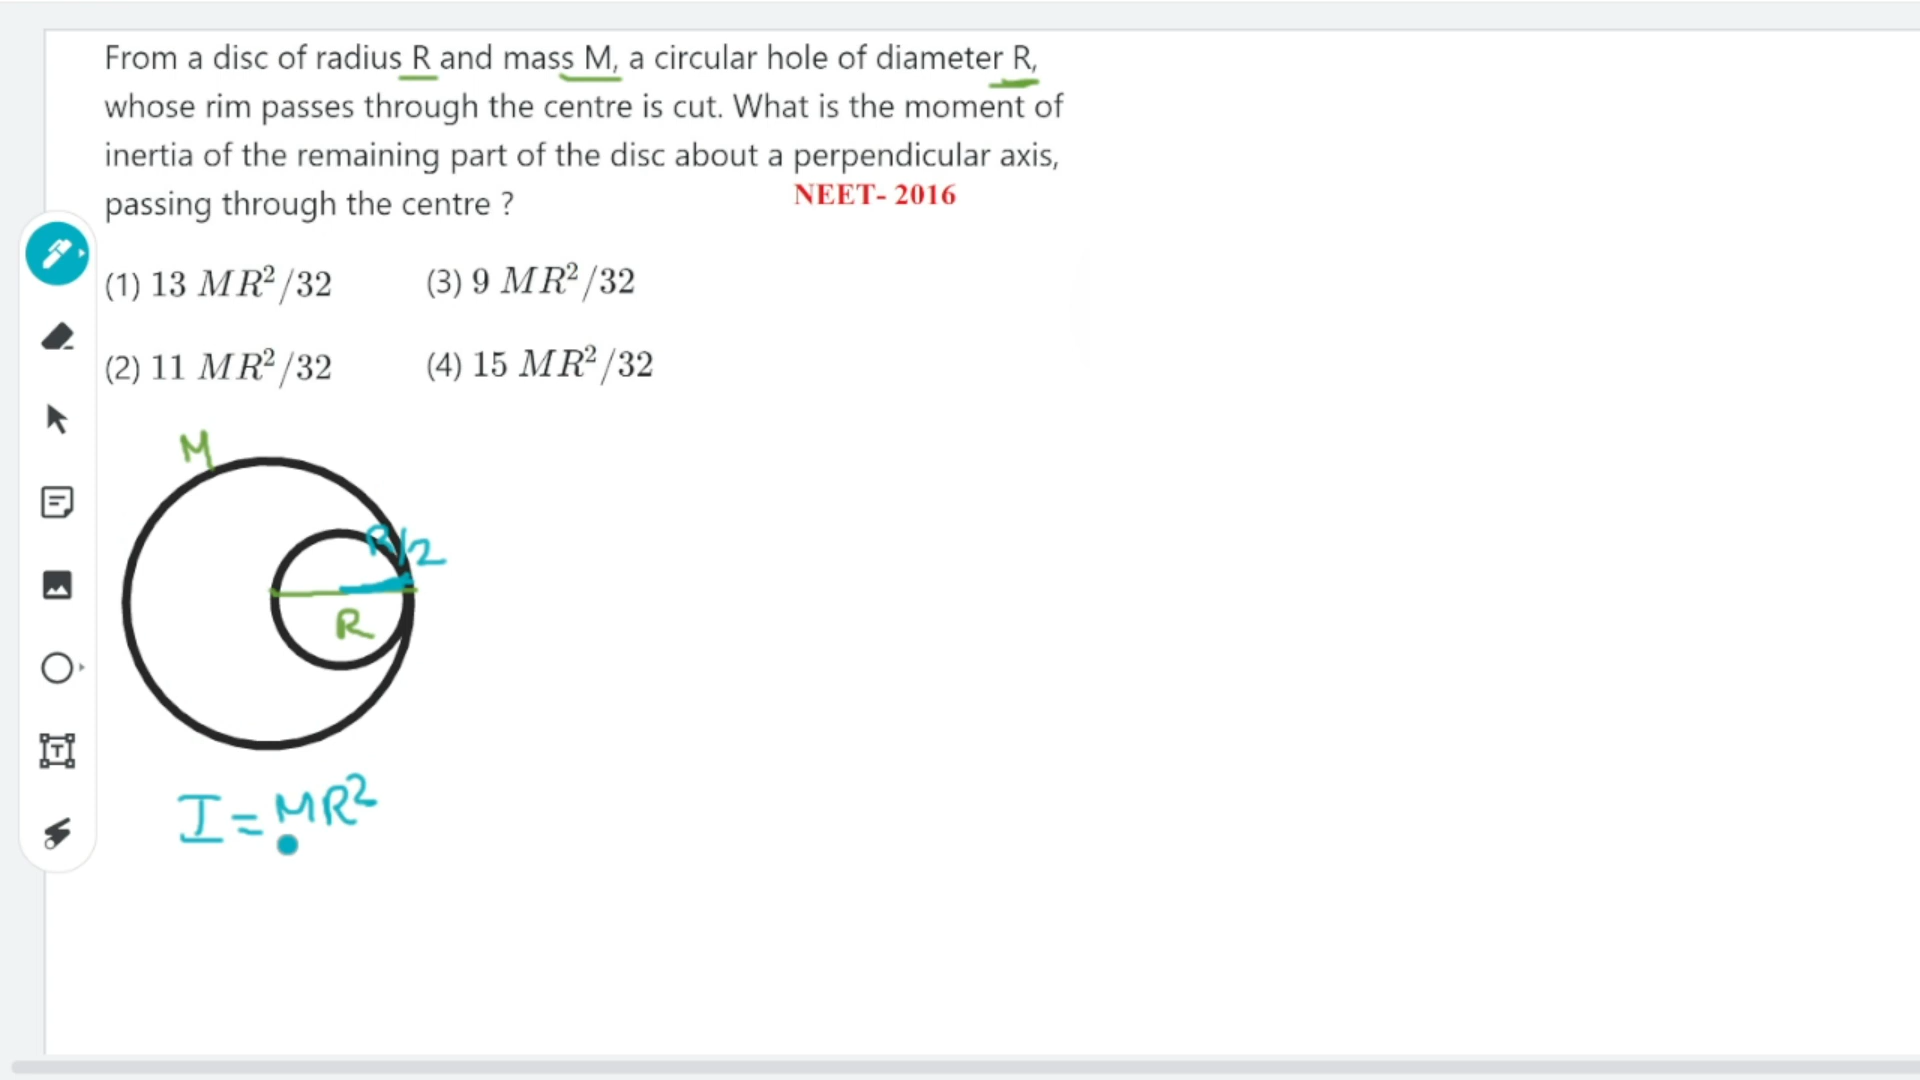 From a disc of radius R and mass M, a circular hole of diameter R,
whose rim passes through the centre is cut. What is the moment of
inertia of the remaining part of the disc about a perpendicular axis,
passing through the centre ?
NEET- 2016
(1) 13 MR²/32
(3) 9 MR²/32
(2) 11 MR²/32
(4) 15 MR²/32
M
R/2
R
I = MR²
T